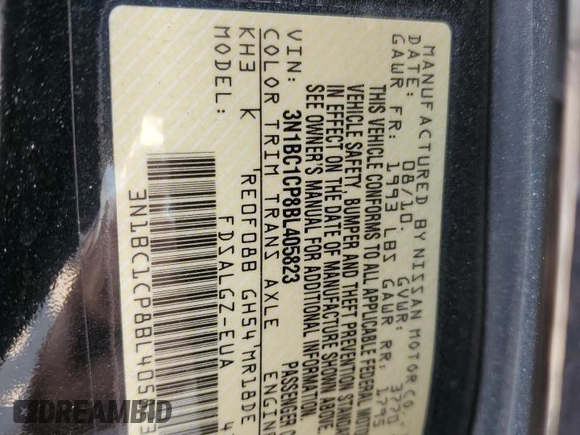 MANUFACTURED BY NISSAN MOTOR CO.,
DATE: 08/10 GVWR: 3770
GAWR FR: 1993 LBS GAWR RR: 1795
THIS VEHICLE CONFORMS TO ALL APPLICABLE FEDERAL MOTOR
VEHICLE SAFETY, BUMPER AND THEFT PREVENTION STANDARDS
IN EFFECT ON THE DATE OF MANUFACTURE SHOWN ABOVE.
SEE OWNER'S MANUAL FOR
VIN: 3N1BC1CP8BL405823 PASSENGER
COLOR TRIM TRANS AXLE ENGINE
KH3 K RE0F08B GH54 MR18DE
MODEL: FDSALGZ-EUA
3N1BC1CP8BL405
DREAMBID